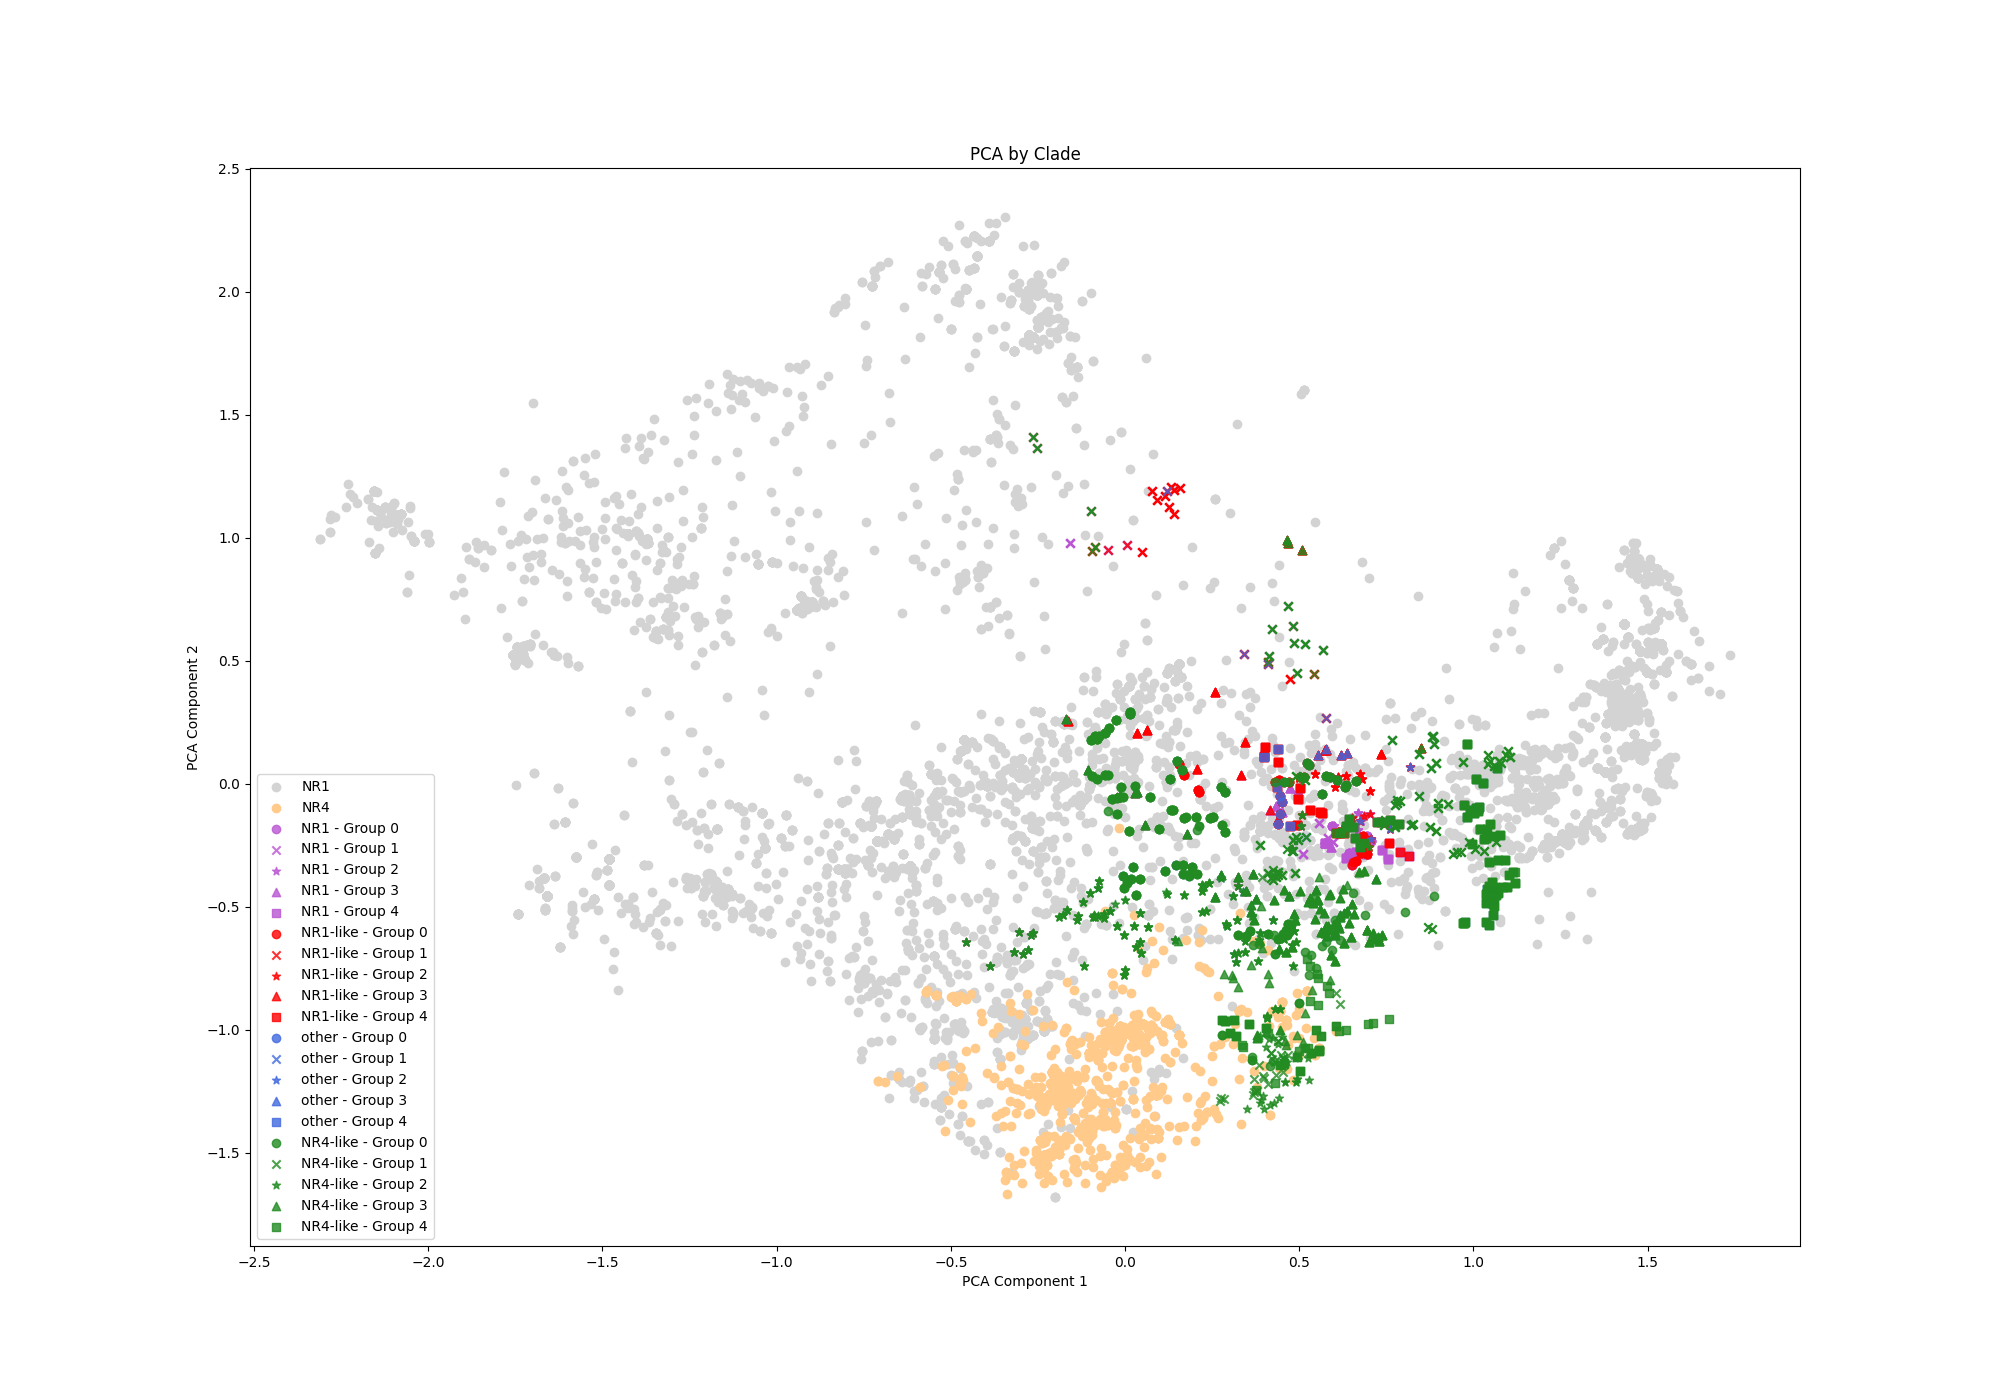 PCA by Clade
2.5
2.0
1.5
1.0
0.5
0.0
−0.5
−1.0
−1.5
PCA Component 2
NR1
NR4
NR1 - Group 0
NR1 - Group 1
NR1 - Group 2
NR1 - Group 3
NR1 - Group 4
NR1-like - Group 0
NR1-like - Group 1
NR1-like - Group 2
NR1-like - Group 3
NR1-like - Group 4
other - Group 0
other - Group 1
other - Group 2
other - Group 3
other - Group 4
NR4-like - Group 0
NR4-like - Group 1
NR4-like - Group 2
NR4-like - Group 3
NR4-like - Group 4
−2.5 −2.0 −1.5 −1.0 −0.5 0.0 0.5 1.0 1.5
PCA Component 1